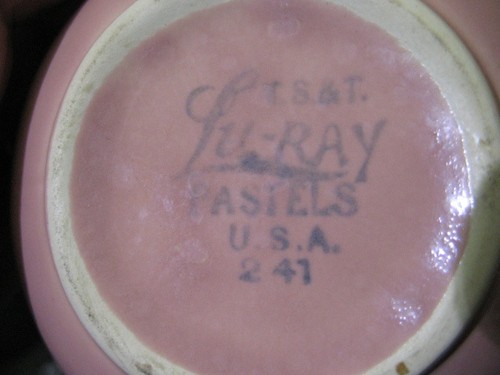 T.S.&T.
Lu-RAY
PASTELS
U.S.A.
2 41